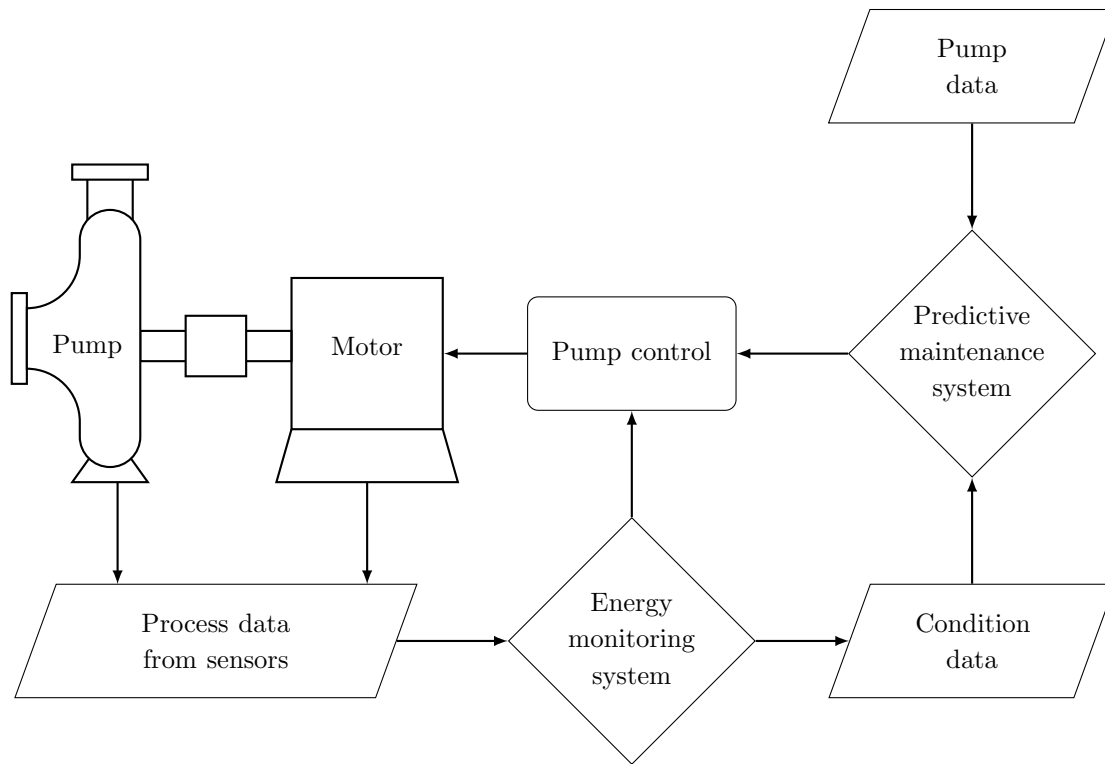 Pump
data
Pump
Motor
Pump control
Predictive
maintenance
system
Process data
from sensors
Energy
monitoring
system
Condition
data